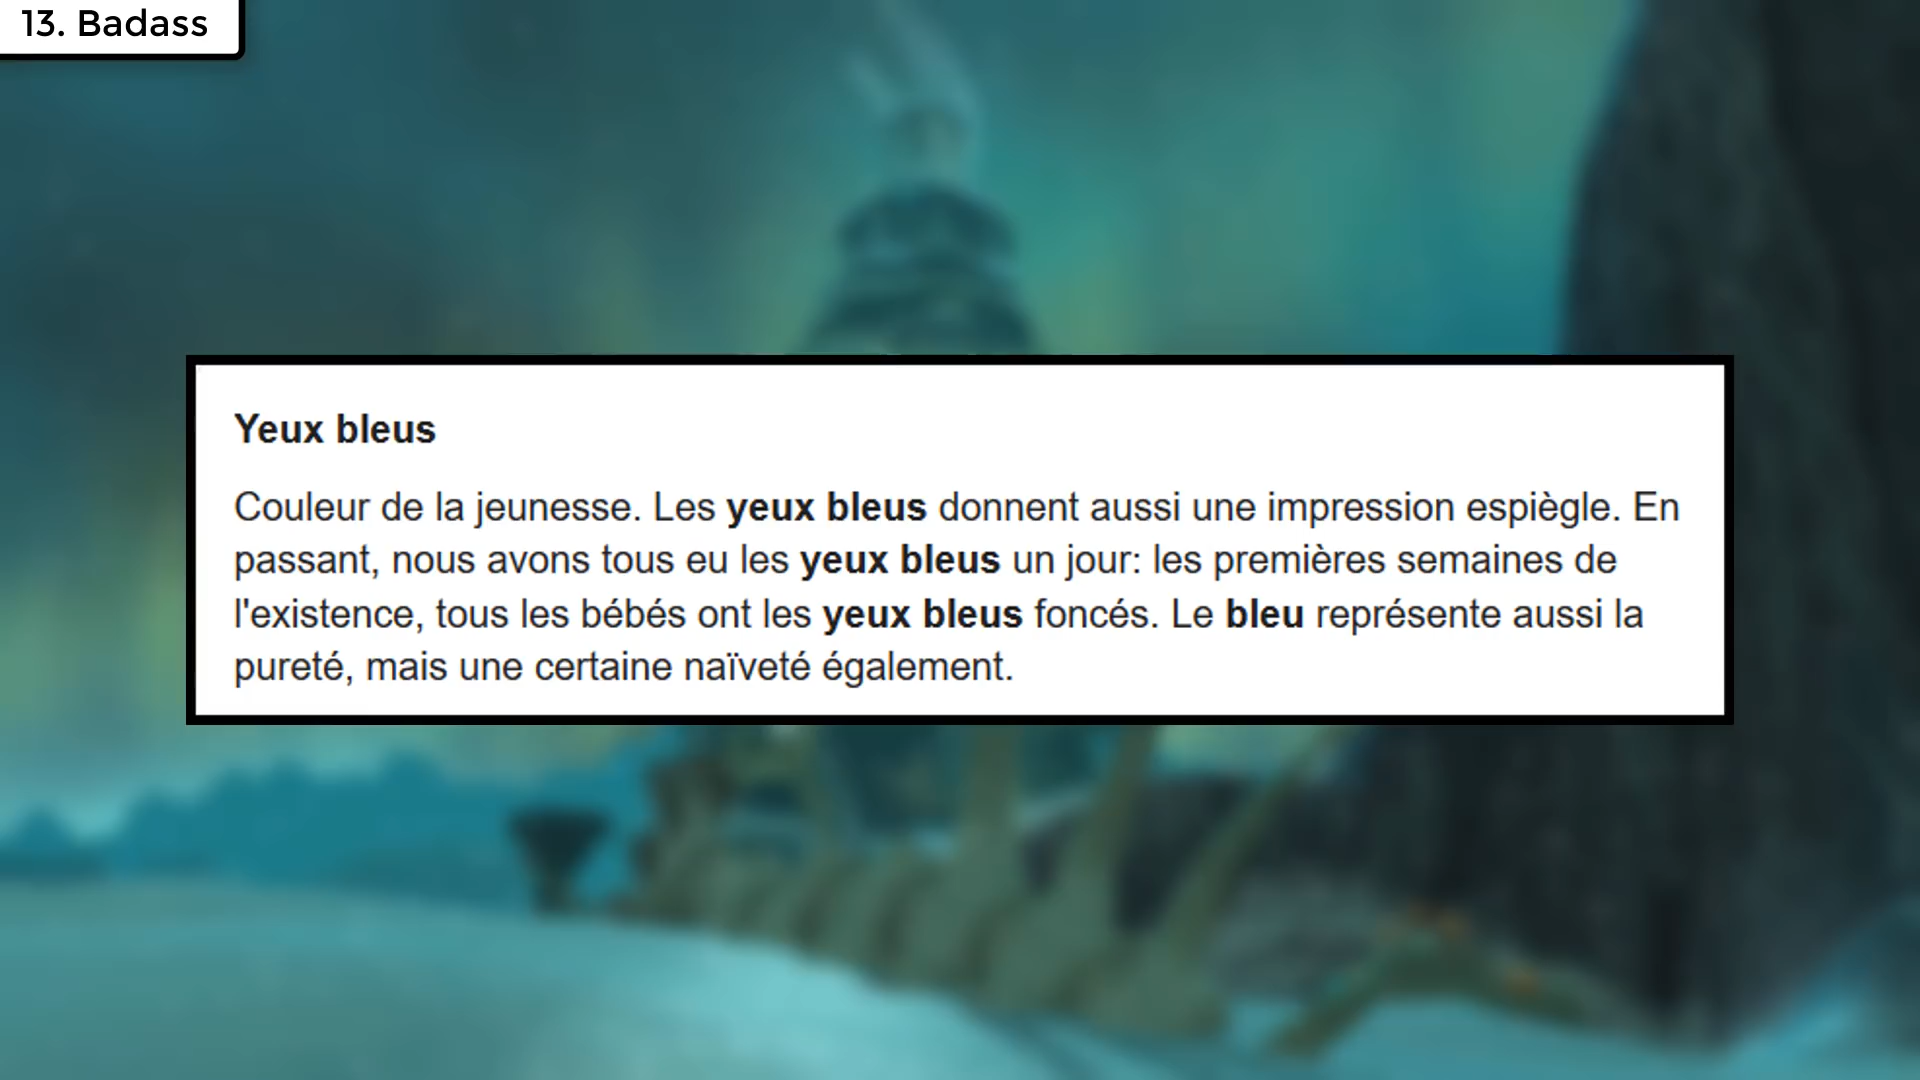 13. Badass
Yeux bleus
Couleur de la jeunesse. Les yeux bleus donnent aussi une impression espiègle. En
passant, nous avons tous eu les yeux bleus un jour: les premières semaines de
l'existence, tous les bébés ont les yeux bleus foncés. Le bleu représente aussi la
pureté, mais une certaine naïveté également.